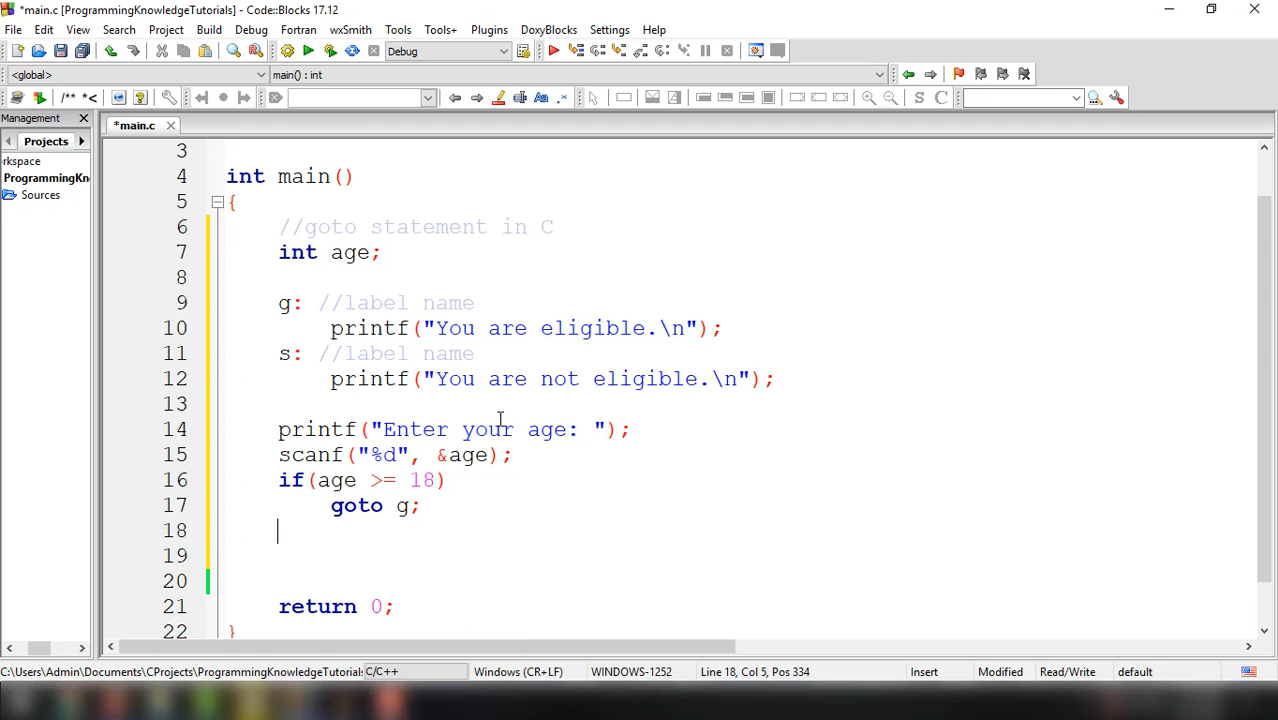 *main.c [ProgrammingKnowledgeTutorials] - Code::Blocks 17.12
File Edit View Search Project Build Debug Fortran wxSmith Tools Tools+ Plugins DoxyBlocks Settings Help
Debug
<global> main() : int
/** *<
S C
Management
*main.c
Projects
rkspace
ProgrammingKn
Sources
3
4 int main()
5 {
6 //goto statement in C
7 int age;
8
9 g: //label name
10 printf("You are eligible.\n");
11 s: //label name
12 printf("You are not eligible.\n");
13
14 printf("Enter your age: ");
15 scanf("%d", &age);
16 if(age >= 18)
17 goto g;
18
19
20
21 return 0;
22 }
C:\Users\Admin\Documents\CProjects\ProgrammingKnowledgeTutorials C/C++ Windows (CR+LF) WINDOWS-1252 Line 18, Col 5, Pos 334 Insert Modified Read/Write default